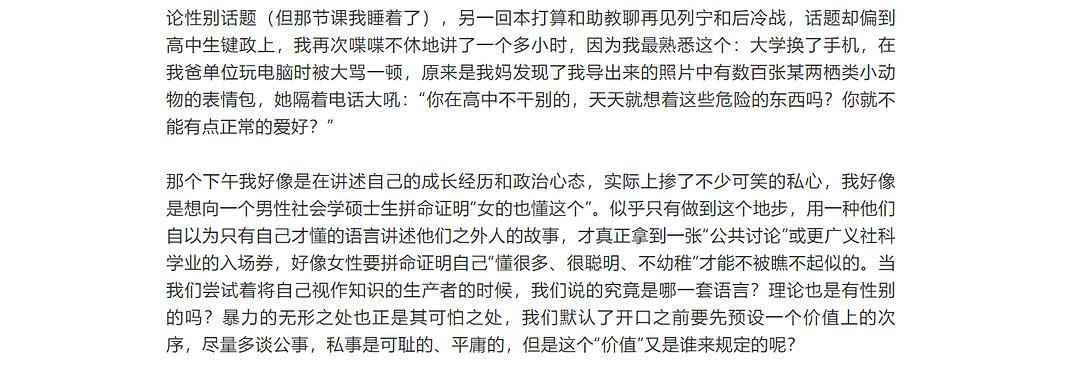 论性别话题（但那节课我睡着了），另一回本打算和助教聊再见列宁和后冷战，话题却偏到
高中生键政上，我再次喋喋不休地讲了一个多小时，因为我最熟悉这个：大学换了手机，在
我爸单位玩电脑时被大骂一顿，原来是我妈发现了我导出来的照片中有数百张某两栖类小动
物的表情包，她隔着电话大吼：“你在高中不干别的，天天就想着这些危险的东西吗？你就不
能有点正常的爱好？”
那个下午我好像是在讲述自己的成长经历和政治心态，实际上掺了不少可笑的私心，我好像
是想向一个男性社会学硕士生拼命证明“女的也懂这个”。似乎只有做到这个地步，用一种他们
自以为只有自己才懂的语言讲述他们之外人的故事，才真正拿到一张“公共讨论”或更广义社科
学业的入场券，好像女性要拼命证明自己“懂很多、很聪明、不幼稚”才能不被瞧不起似的。当
我们尝试着将自己视作知识的生产者的时候，我们说的究竟是哪一套语言？理论也是有性别
的吗？暴力的无形之处也正是其可怕之处，我们默认了开口之前要先预设一个价值上的次
序，尽量多谈公事，私事是可耻的、平庸的，但是这个“价值”又是谁来规定的呢？